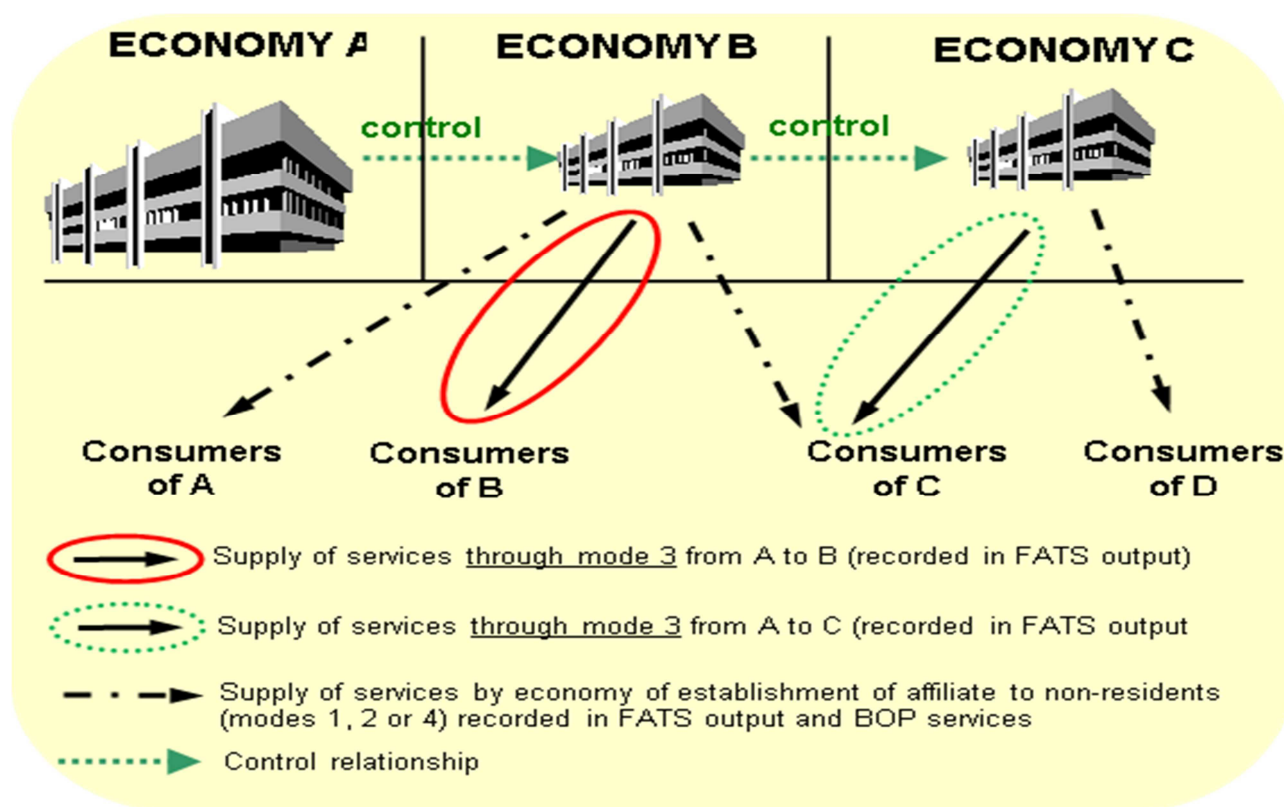 ECONOMY A
ECONOMY B
ECONOMY C
control
control
Consumers
of A
Consumers
of B
Consumers
of C
Consumers
of D
Supply of services through mode 3 from A to B (recorded in FATS output)
Supply of services through mode 3 from A to C (recorded in FATS output
Supply of services by economy of establishment of affiliate to non-residents
(modes 1, 2 or 4) recorded in FATS output and BOP services
Control relationship